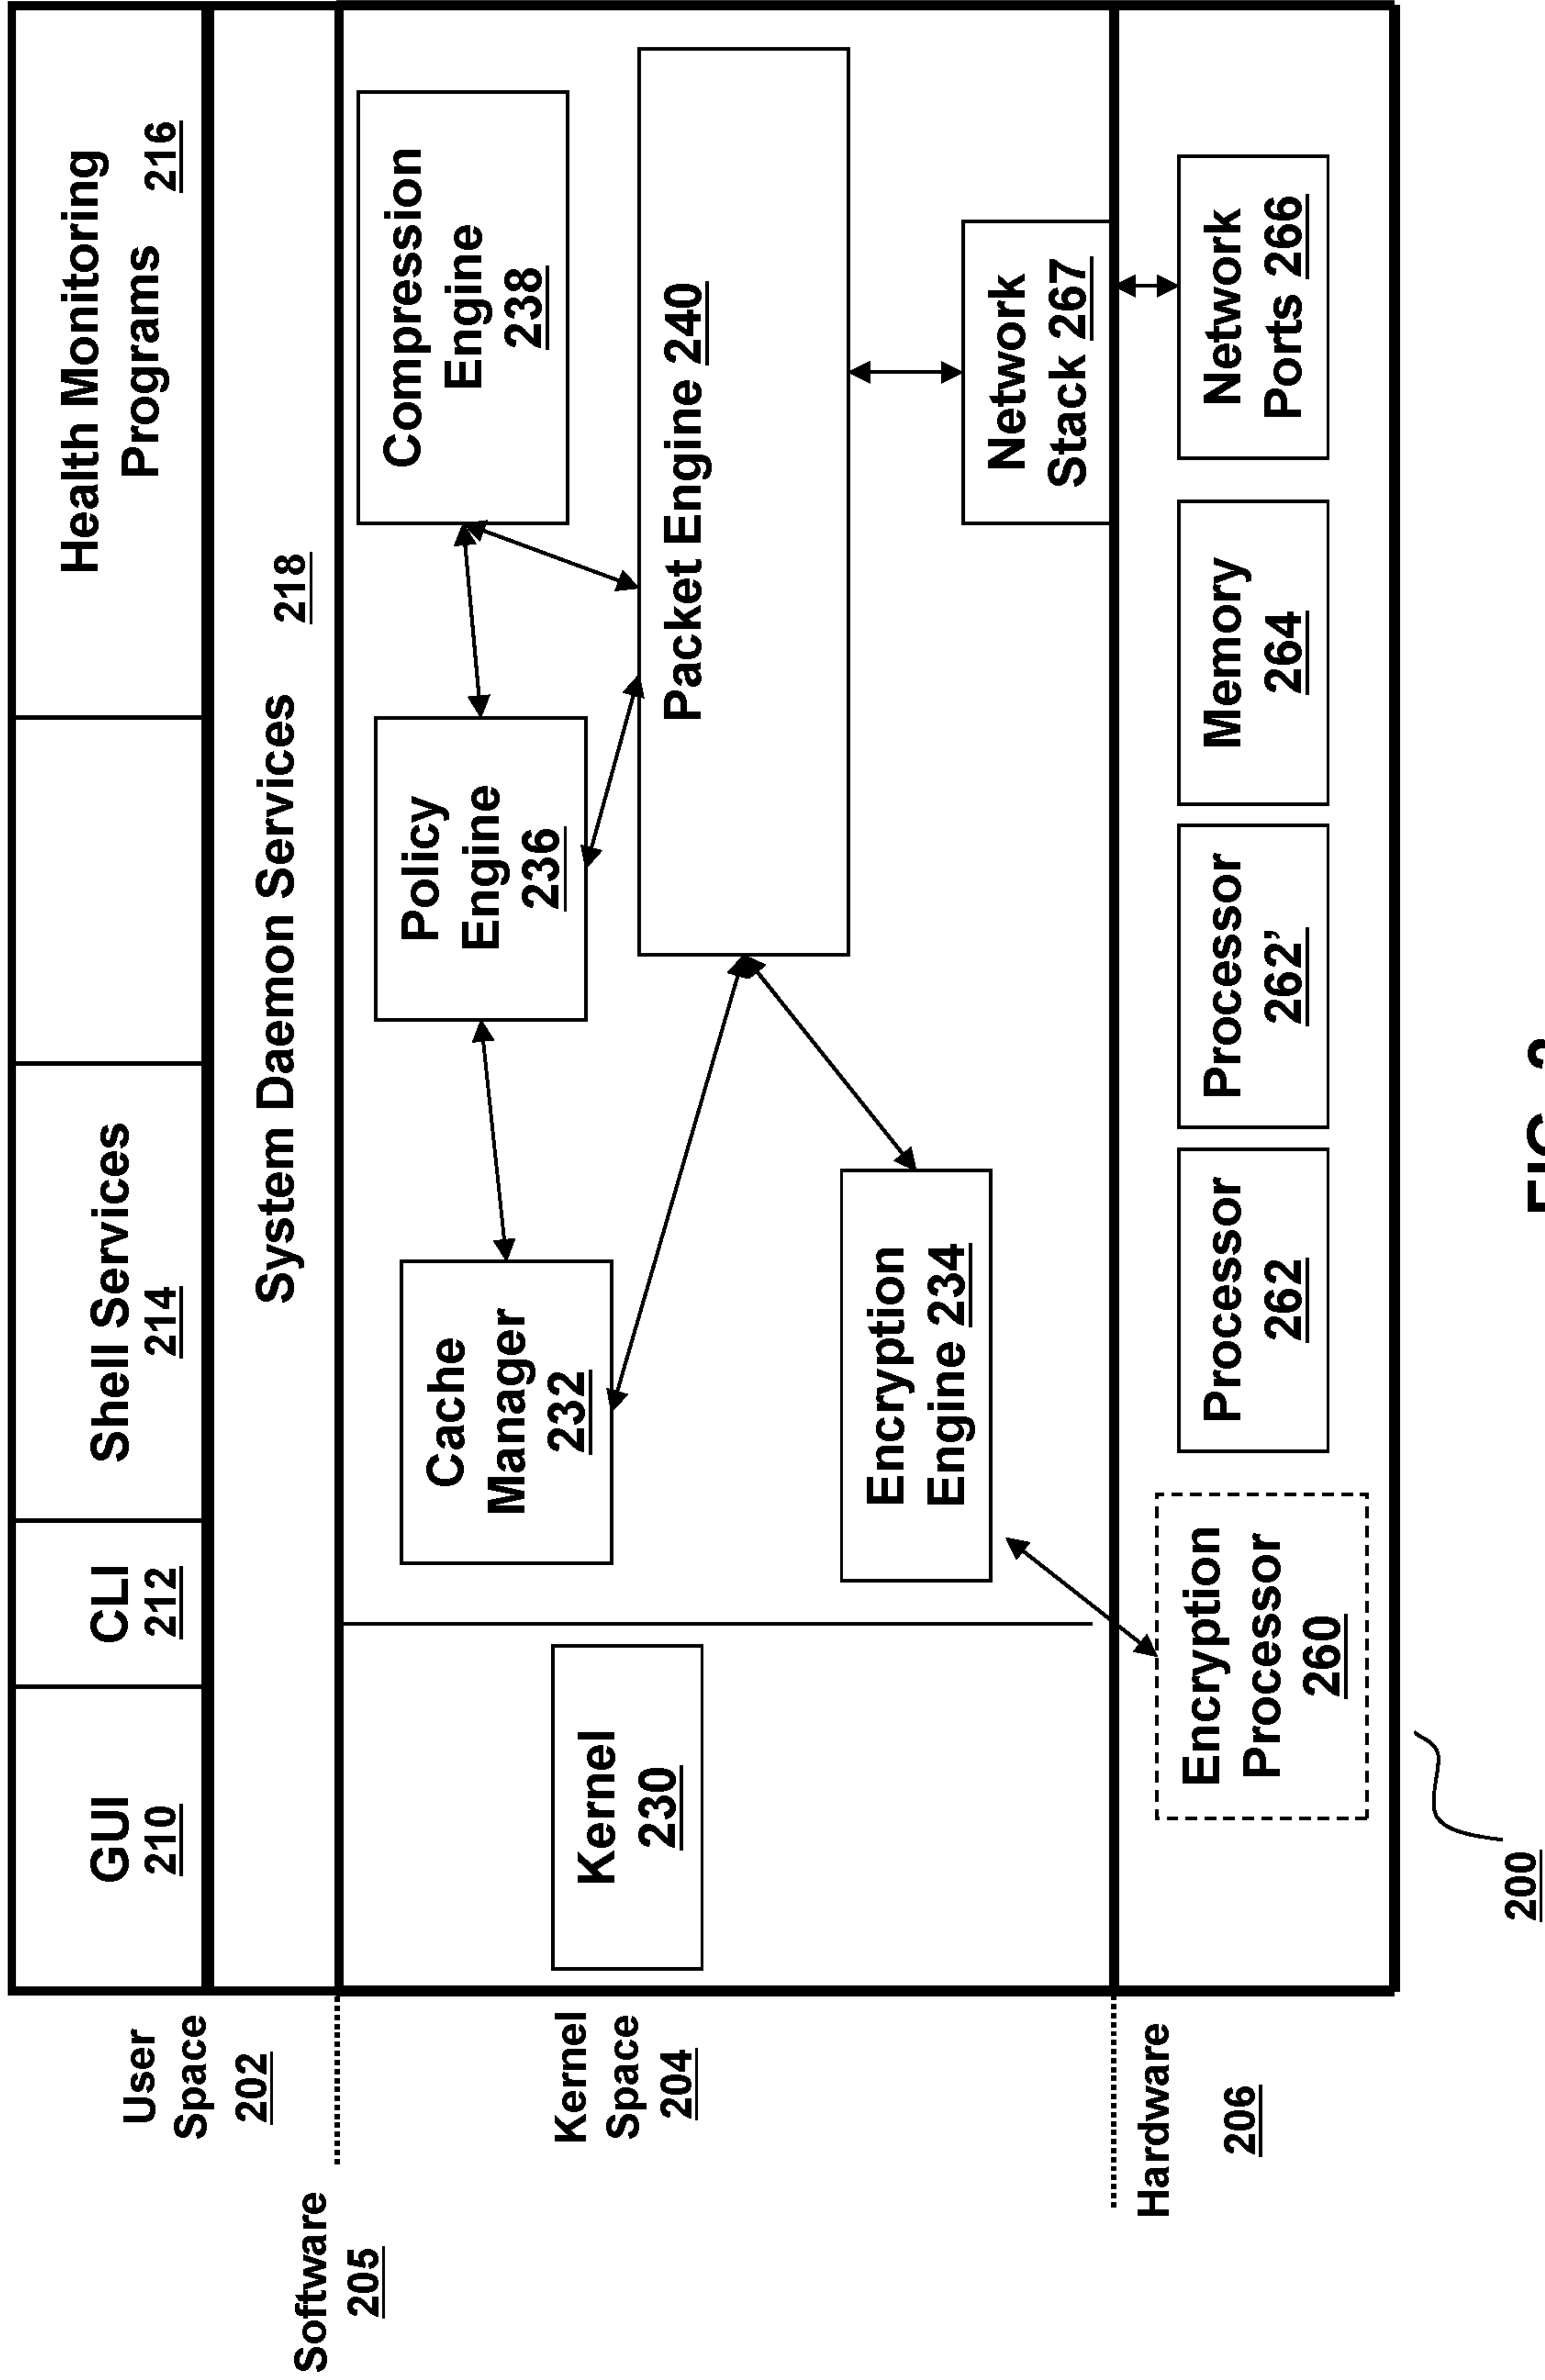 User
Space
202
Software
205
Kernel
Space
204
Hardware
206
GUI
210
CLI
212
Shell Services
214
Health Monitoring
Programs 216
System Daemon Services 218
Kernel
230
Cache
Manager
232
Policy
Engine
236
Compression
Engine
238
Packet Engine 240
Encryption
Engine 234
Network
Stack 267
Encryption
Processor
260
Processor
262
Processor
262’
Memory
264
Network
Ports 266
200